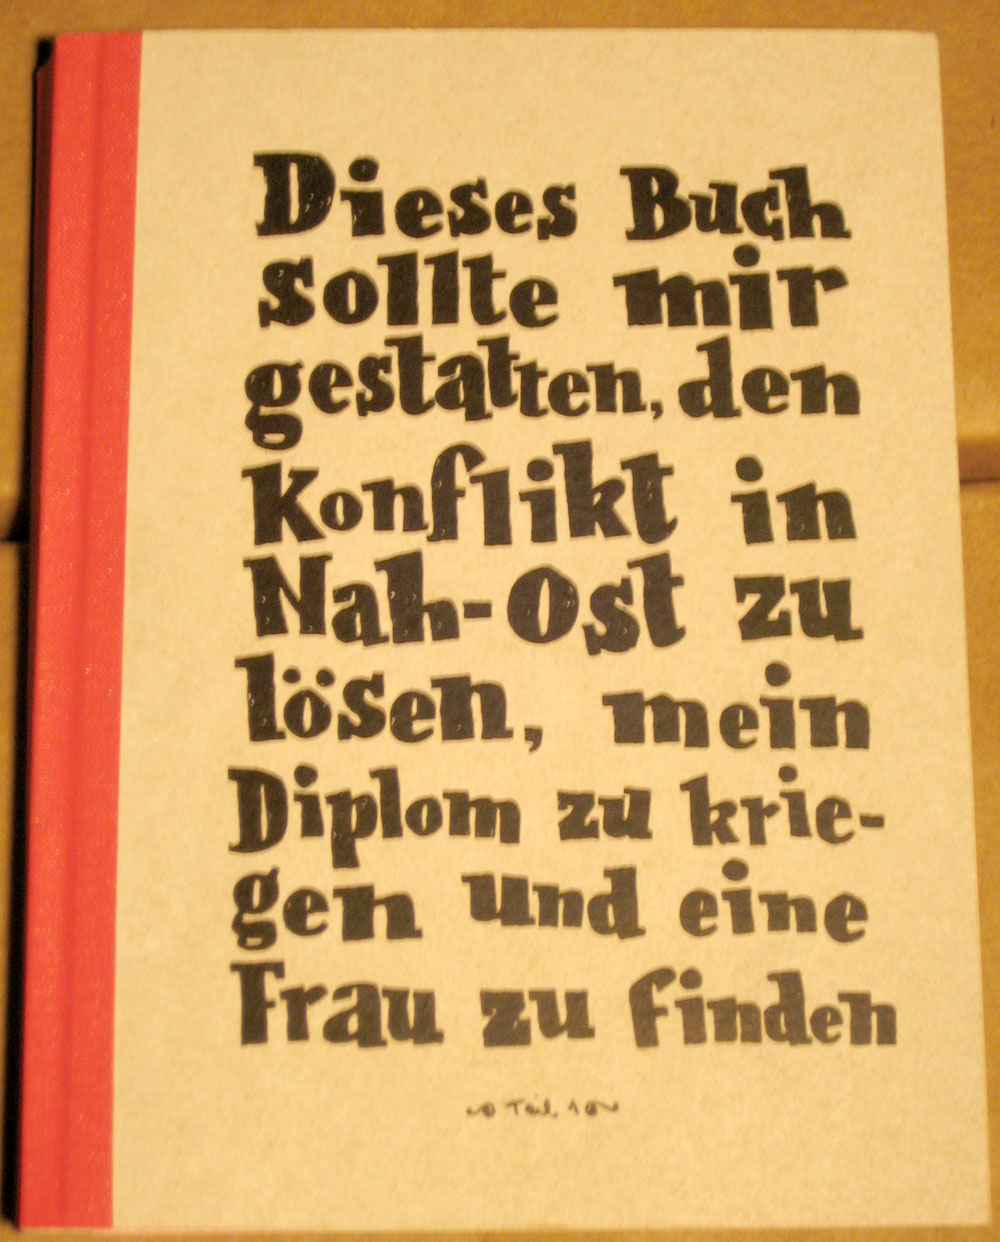 Dieses Buch
sollte mir
gestatten, den
Konflikt in
Nah-Ost zu
lösen, mein
Diplom zu krie-
gen und eine
Frau zu finden
Teil 1